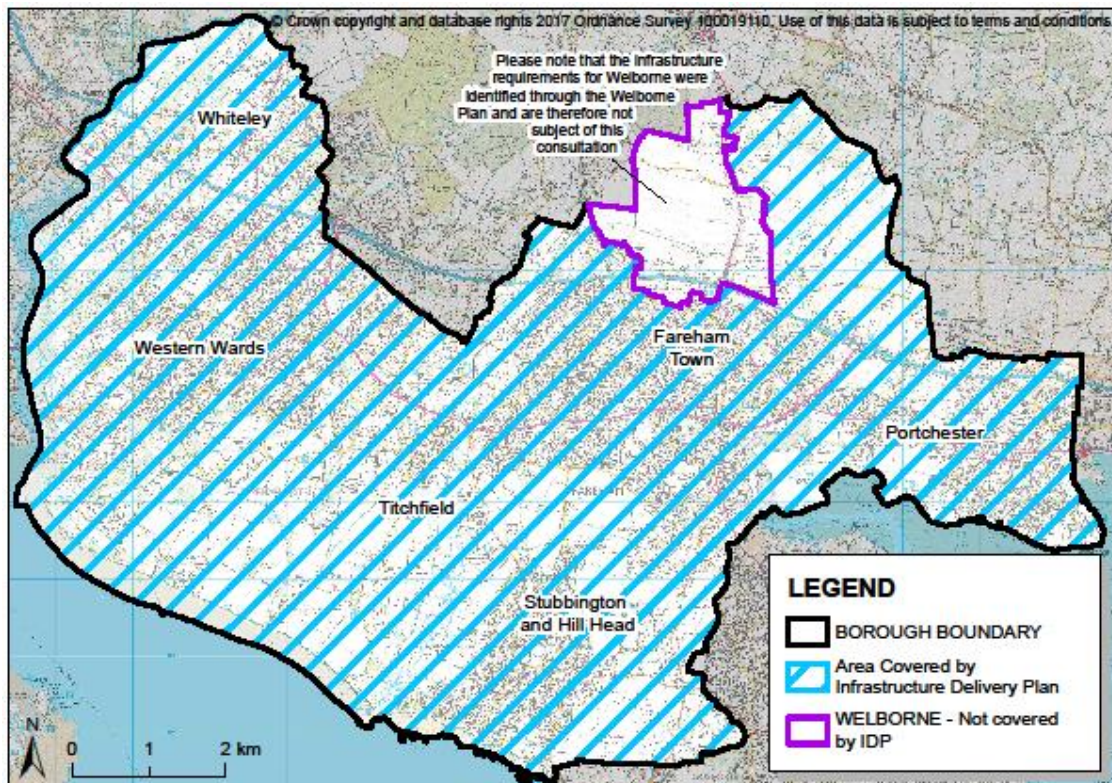 © Crown copyright and database rights 2017 Ordnance Survey 100019110. Use of this data is subject to terms and conditions
Please note that the Infrastructure
requirements for Welborne were
identified through the Welborne
Plan and are therefore not
subject of this
consultation
Whiteley
Western Wards
Fareham
Town
Portchester
Titchfield
FAREHAM
Stubbington
and Hill Head
LEGEND
BOROUGH BOUNDARY
Area Covered by
Infrastructure Delivery Plan
WELBORNE - Not covered
by IDP
N
0 1 2 km